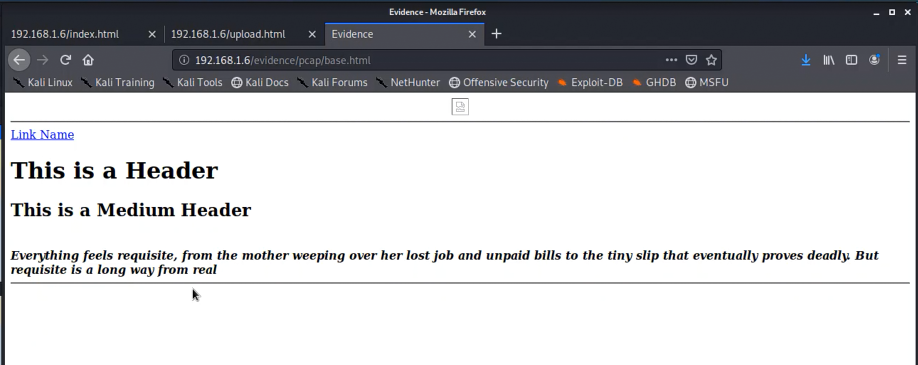 Evidence - Mozilla Firefox
192.168.1.6/index.html
192.168.1.6/upload.html
Evidence
192.168.1.6/evidence/pcap/base.html
Kali Linux Kali Training Kali Tools Kali Docs Kali Forums NetHunter Offensive Security Exploit-DB GHDB MSFU
Link Name
This is a Header
This is a Medium Header
Everything feels requisite, from the mother weeping over her lost job and unpaid bills to the tiny slip that eventually proves deadly. But
requisite is a long way from real